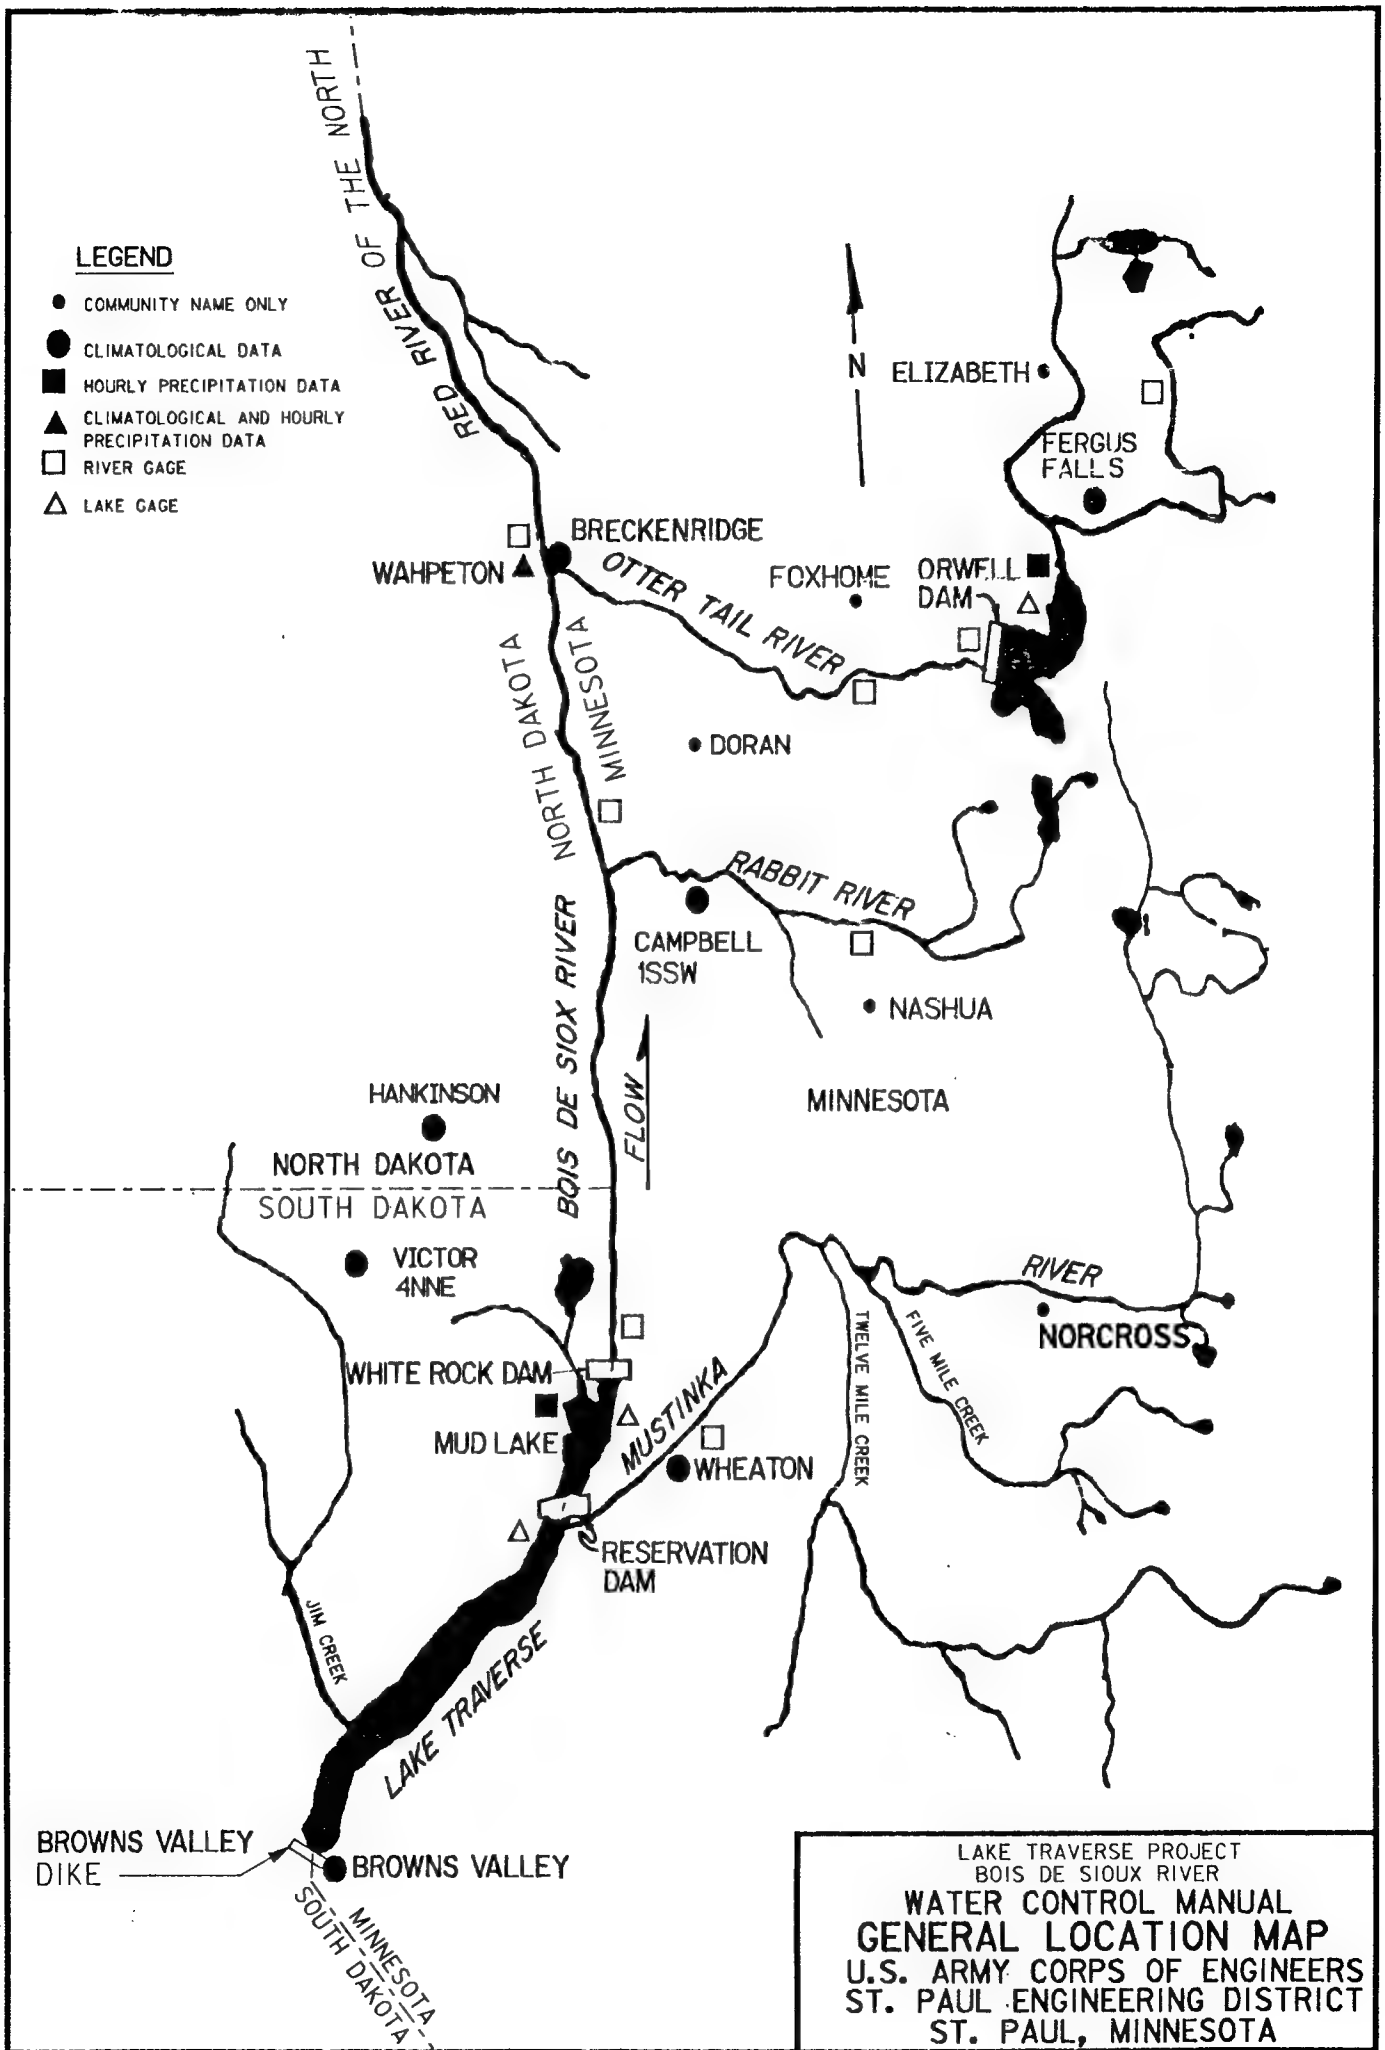 RED RIVER OF THE NORTH
LEGEND
COMMUNITY NAME ONLY
CLIMATOLOGICAL DATA
HOURLY PRECIPITATION DATA
CLIMATOLOGICAL AND HOURLY
PRECIPITATION DATA
RIVER GAGE
LAKE GAGE
N
ELIZABETH
FERGUS
FALLS
BRECKENRIDGE
WAHPETON
OTTER TAIL RIVER
FOXHOME
ORWELL
DAM
NORTH DAKOTA
MINNESOTA
DORAN
NORTH DAKOTA
BOIS DE SIOX RIVER
RABBIT RIVER
CAMPBELL
1SSW
NASHUA
FLOW
MINNESOTA
HANKINSON
NORTH DAKOTA
SOUTH DAKOTA
VICTOR
4NNE
RIVER
NORCROSS
TWELVE MILE CREEK
FIVE MILE CREEK
WHITE ROCK DAM
MUSTINKA
MUD LAKE
WHEATON
RESERVATION
DAM
JIM CREEK
LAKE TRAVERSE
BROWNS VALLEY
DIKE
BROWNS VALLEY
MINNESOTA
SOUTH DAKOTA
LAKE TRAVERSE PROJECT
BOIS DE SIOUX RIVER
WATER CONTROL MANUAL
GENERAL LOCATION MAP
U.S. ARMY CORPS OF ENGINEERS
ST. PAUL ENGINEERING DISTRICT
ST. PAUL, MINNESOTA